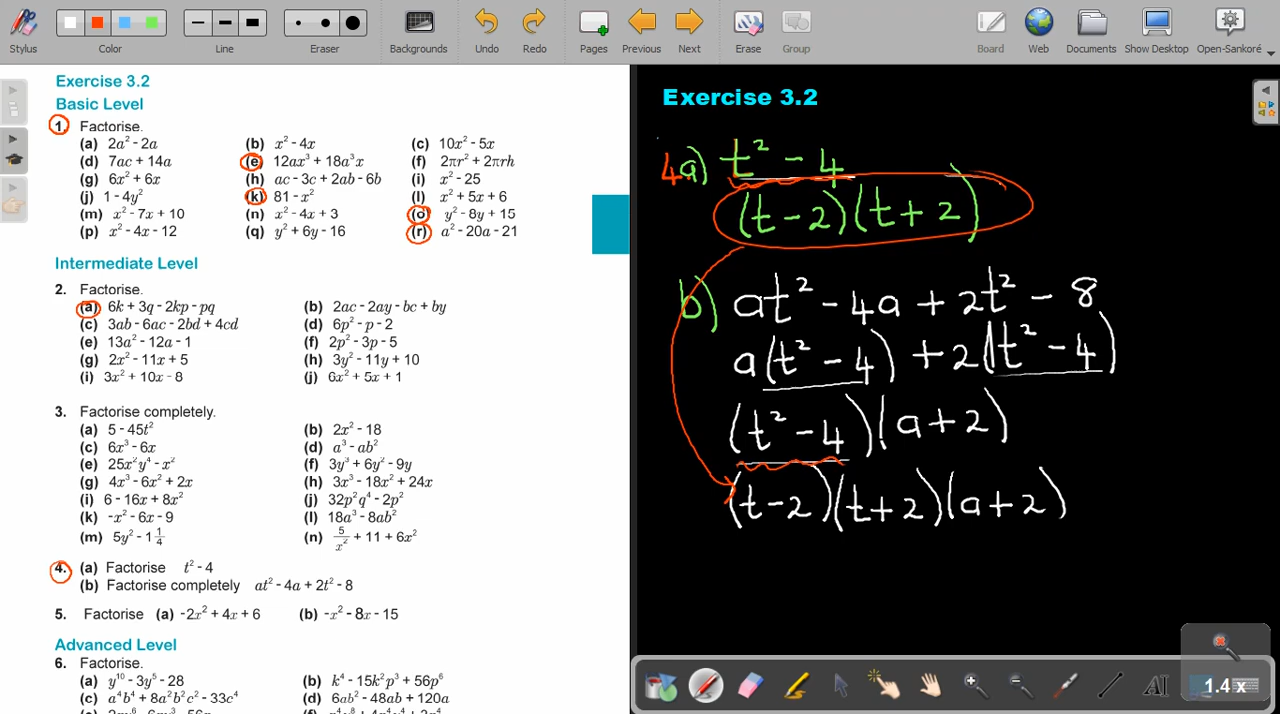 Stylus Color Line Eraser Backgrounds Undo Redo Pages Previous Next Erase Group Board Web Documents Show Desktop Open-Sankoré
Exercise 3.2
Basic Level
1. Factorise.
(a) 2a² - 2a (b) x² - 4x (c) 10x² - 5x
(d) 7ac + 14a (e) 12ax³ + 18a³x (f) 2πr² + 2πrh
(g) 6x² + 6x (h) ac - 3c + 2ab - 6b (i) x² - 25
(j) 1 - 4y² (k) 81 - x² (l) x² + 5x + 6
(m) x² - 7x + 10 (n) x² - 4x + 3 (o) y² - 8y + 15
(p) x² - 4x - 12 (q) y² + 6y - 16 (r) a² - 20a - 21
Intermediate Level
2. Factorise.
(a) 6k + 3q - 2kp - pq (b) 2ac - 2ay - bc + by
(c) 3ab - 6ac - 2bd + 4cd (d) 6p² - p - 2
(e) 13a² - 12a - 1 (f) 2p² - 3p - 5
(g) 2x² - 11x + 5 (h) 3y² - 11y + 10
(i) 3x² + 10x - 8 (j) 6x² + 5x + 1
3. Factorise completely.
(a) 5 - 45t² (b) 2x² - 18
(c) 6x³ - 6x (d) a³ - ab²
(e) 25x²y⁴ - x² (f) 3y³ + 6y² - 9y
(g) 4x³ - 6x² + 2x (h) 3x³ - 18x² + 24x
(i) 6 - 16x + 8x² (j) 32p²q⁴ - 2p²
(k) -x² - 6x - 9 (l) 18a³ - 8ab²
(m) 5y² - 1 1/4 (n) 5/x² + 11 + 6x²
4. (a) Factorise t² - 4
(b) Factorise completely at² - 4a + 2t² - 8
5. Factorise (a) -2x² + 4x + 6 (b) -x² - 8x - 15
Advanced Level
6. Factorise.
(a) y¹⁰ - 3y⁵ - 28 (b) k⁴ - 15k²p³ + 56p⁶
(c) a⁴b⁴ + 8a²b²c² - 33c⁴ (d) 6ab² - 48ab + 120a
Exercise 3.2
4a) t² - 4
(t - 2)(t + 2)
b) at² - 4a + 2t² - 8
a(t² - 4) + 2(t² - 4)
(t² - 4)(a + 2)
(t - 2)(t + 2)(a + 2)
1.4 x